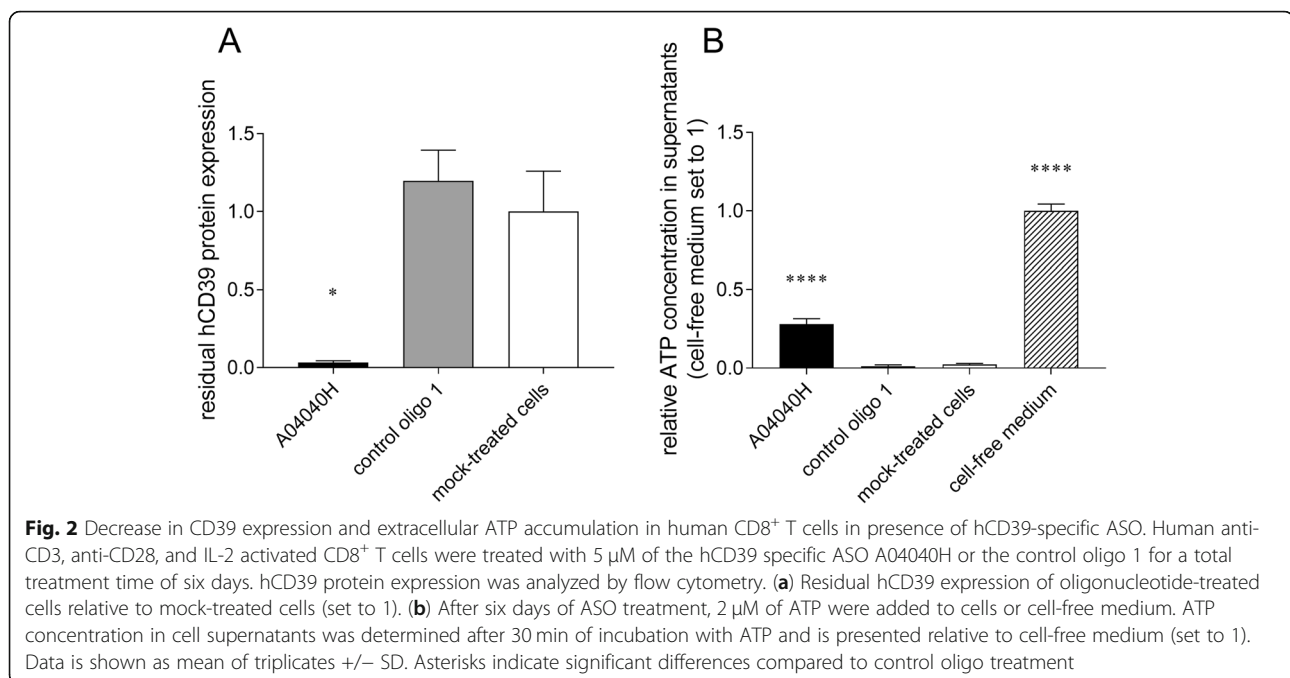 A
residual hCD39 protein expression
1.5
1.0
0.5
0.0
*
A04040H
control oligo 1
mock-treated cells
B
relative ATP concentration in supernatants
(cell-free medium set to 1)
1.5
1.0
0.5
0.0
****
****
A04040H
control oligo 1
mock-treated cells
cell-free medium
Fig. 2 Decrease in CD39 expression and extracellular ATP accumulation in human CD8⁺ T cells in presence of hCD39-specific ASO. Human anti-
CD3, anti-CD28, and IL-2 activated CD8⁺ T cells were treated with 5 μM of the hCD39 specific ASO A04040H or the control oligo 1 for a total
treatment time of six days. hCD39 protein expression was analyzed by flow cytometry. (a) Residual hCD39 expression of oligonucleotide-treated
cells relative to mock-treated cells (set to 1). (b) After six days of ASO treatment, 2 μM of ATP were added to cells or cell-free medium. ATP
concentration in cell supernatants was determined after 30 min of incubation with ATP and is presented relative to cell-free medium (set to 1).
Data is shown as mean of triplicates +/− SD. Asterisks indicate significant differences compared to control oligo treatment